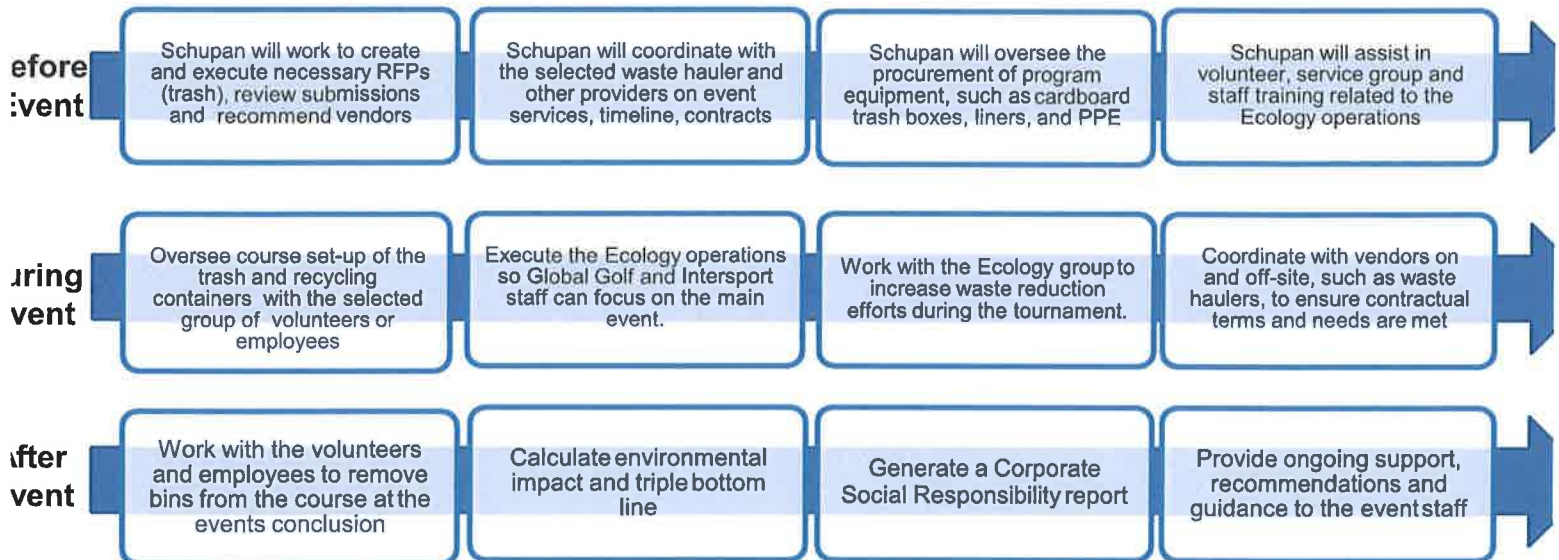 efore
Event
Schupan will work to create
and execute necessary RFPs
(trash), review submissions
and recommend vendors
Schupan will coordinate with
the selected waste hauler and
other providers on event
services, timeline, contracts
Schupan will oversee the
procurement of program
equipment, such as cardboard
trash boxes, liners, and PPE
Schupan will assist in
volunteer, service group and
staff training related to the
Ecology operations
uring
vent
Oversee course set-up of the
trash and recycling
containers with the selected
group of volunteers or
employees
Execute the Ecology operations
so Global Golf and Intersport
staff can focus on the main
event.
Work with the Ecology group to
increase waste reduction
efforts during the tournament.
Coordinate with vendors on
and off-site, such as waste
haulers, to ensure contractual
terms and needs are met
After
vent
Work with the volunteers
and employees to remove
bins from the course at the
events conclusion
Calculate environmental
impact and triple bottom
line
Generate a Corporate
Social Responsibility report
Provide ongoing support,
recommendations and
guidance to the event staff